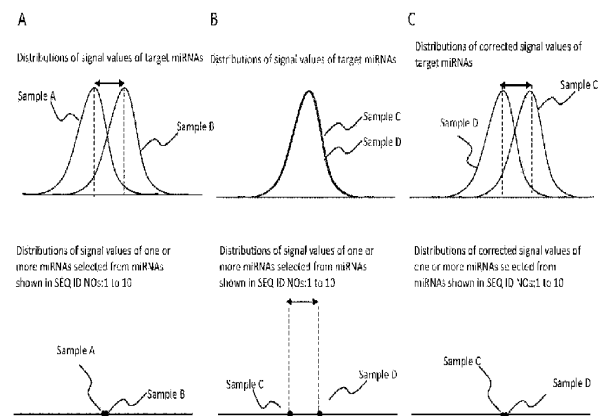 A
Distributions of signal values of target miRNAs
Sample A
Sample B
Distributions of signal values of one or
more miRNAs selected from miRNAs
shown in SEQ ID NOs:1 to 10
Sample A
Sample B
B
Distributions of signal values of target miRNAs
Sample C
Sample D
Distributions of signal values of one or
more miRNAs selected from miRNAs
shown in SEQ ID NOs:1 to 10
Sample C
Sample D
C
Distributions of corrected signal values of
target miRNAs
Sample C
Sample D
Distributions of corrected signal values of
one or more miRNAs selected from
miRNAs shown in SEQ ID NOs:1 to 10
Sample C
Sample D